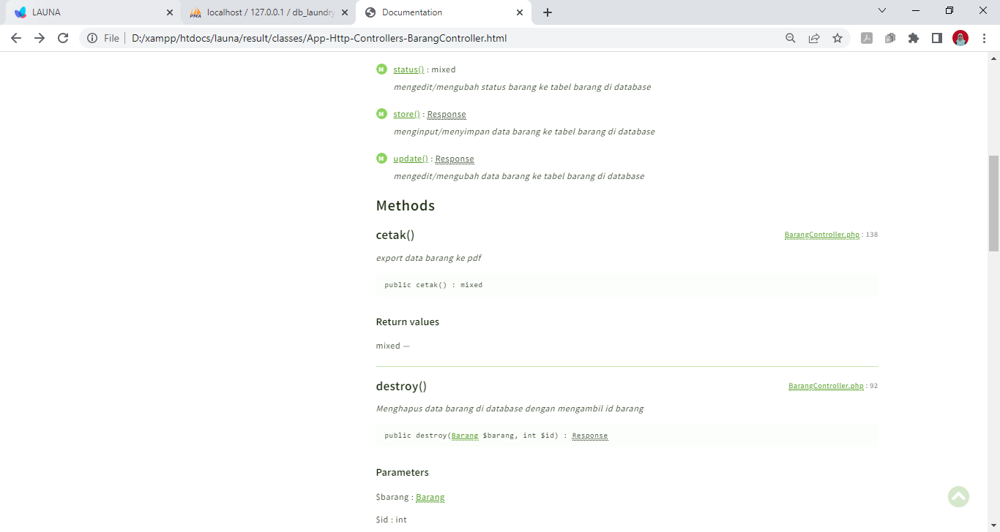 LAUNA
localhost / 127.0.0.1 / db_laundry
Documentation
File
D:/xampp/htdocs/launa/result/classes/App-Http-Controllers-BarangController.html
M status() : mixed
mengedit/mengubah status barang ke tabel barang di database
M store() : Response
menginput/menyimpan data barang ke tabel barang di database
M update() : Response
mengedit/mengubah data barang ke tabel barang di database
Methods
cetak()
BarangController.php : 138
export data barang ke pdf
public cetak() : mixed
Return values
mixed —
destroy()
BarangController.php : 92
Menghapus data barang di database dengan mengambil id barang
public destroy(Barang $barang, int $id) : Response
Parameters
$barang : Barang
$id : int